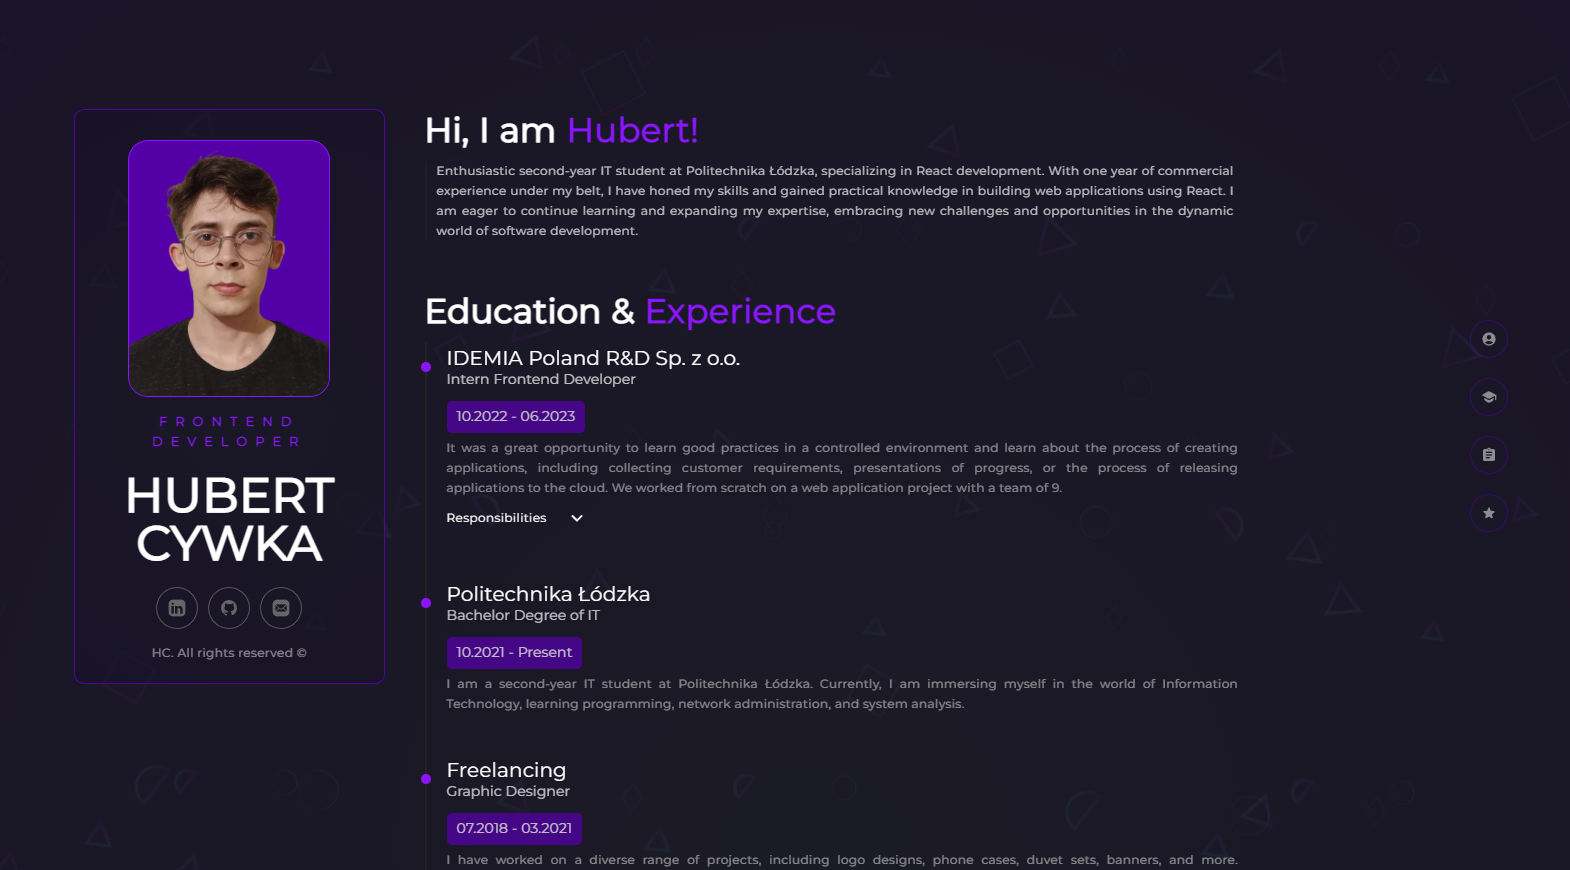 FRONTEND
DEVELOPER
HUBERT
CYWKA
HC. All rights reserved ©
Hi, I am Hubert!
Enthusiastic second-year IT student at Politechnika Łódzka, specializing in React development. With one year of commercial
experience under my belt, I have honed my skills and gained practical knowledge in building web applications using React. I
am eager to continue learning and expanding my expertise, embracing new challenges and opportunities in the dynamic
world of software development.
Education & Experience
IDEMIA Poland R&D Sp. z o.o.
Intern Frontend Developer
10.2022 - 06.2023
It was a great opportunity to learn good practices in a controlled environment and learn about the process of creating
applications, including collecting customer requirements, presentations of progress, or the process of releasing
applications to the cloud. We worked from scratch on a web application project with a team of 9.
Responsibilities
Politechnika Łódzka
Bachelor Degree of IT
10.2021 - Present
I am a second-year IT student at Politechnika Łódzka. Currently, I am immersing myself in the world of Information
Technology, learning programming, network administration, and system analysis.
Freelancing
Graphic Designer
07.2018 - 03.2021
I have worked on a diverse range of projects, including logo designs, phone cases, duvet sets, banners, and more.